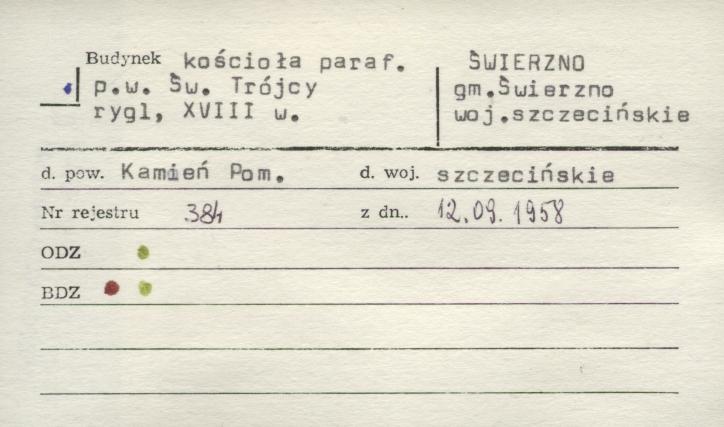 Budynek kościoła paraf.
p.w. Św. Trójcy
rygl, XVIII w.
ŚWIERZNO
gm.Świerzno
woj.szczecińskie
d. pow. Kamień Pom.
d. woj. szczecińskie
Nr rejestru 384
z dn.. 12.09.1958
ODZ
BDZ